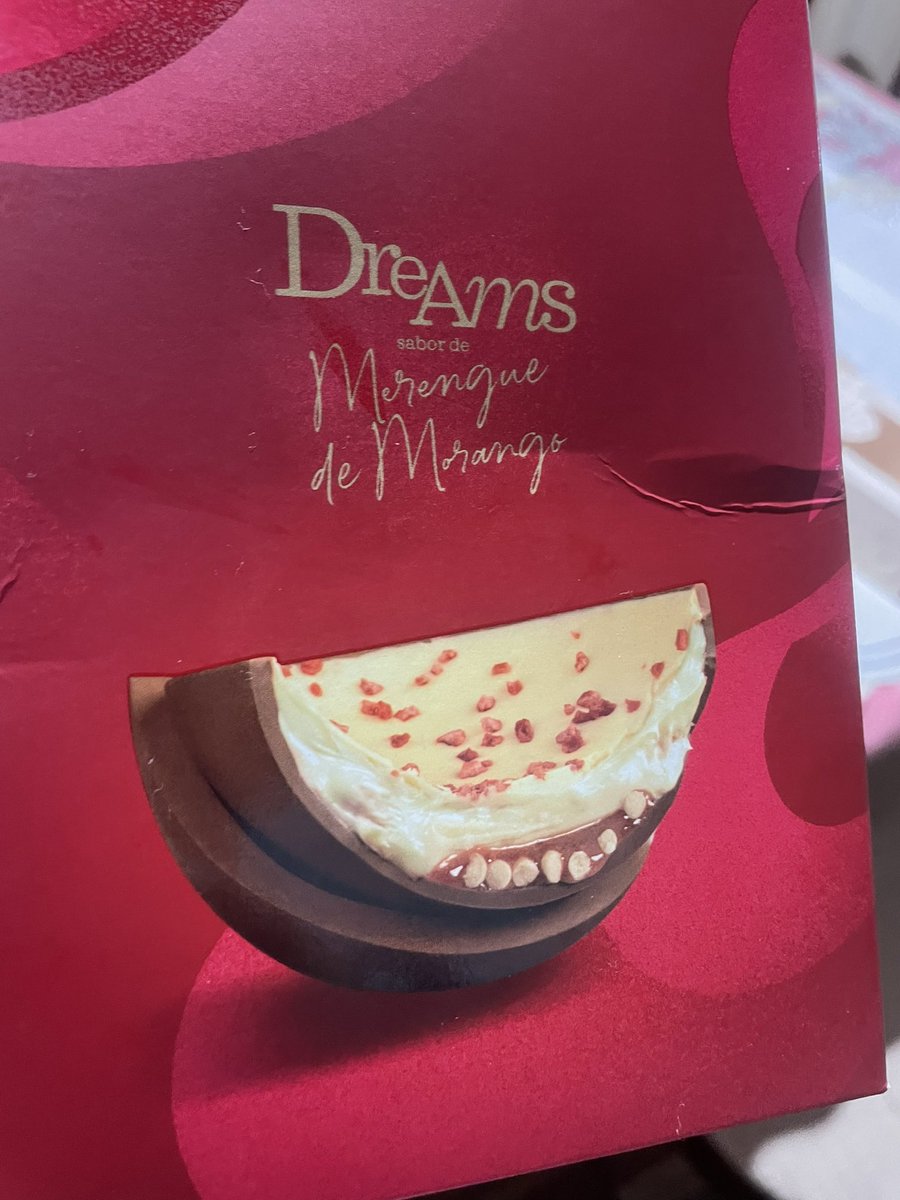 DreAms
sabor de
Merengue
de Morango